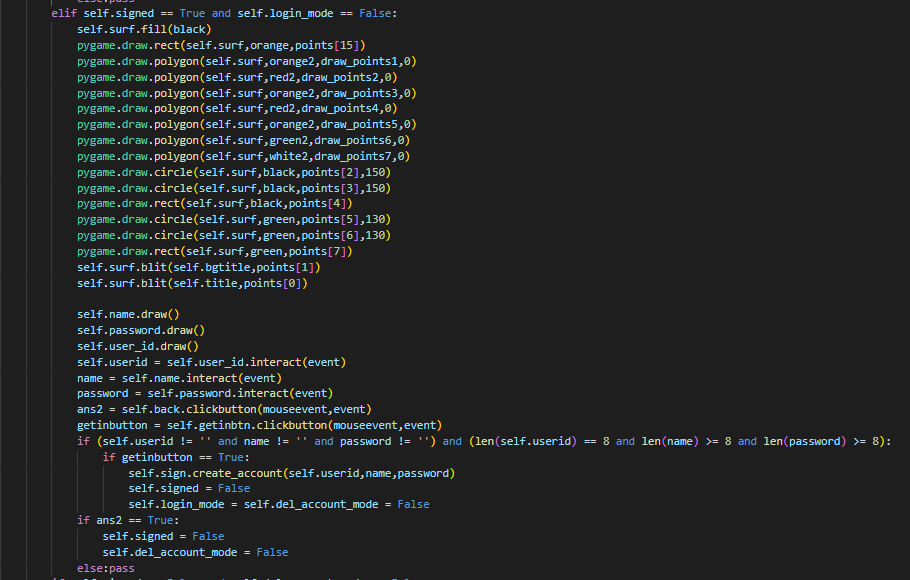 elif self.signed == True and self.login_mode == False:
self.surf.fill(black)
pygame.draw.rect(self.surf,orange,points[15])
pygame.draw.polygon(self.surf,orange2,draw_points1,0)
pygame.draw.polygon(self.surf,red2,draw_points2,0)
pygame.draw.polygon(self.surf,orange2,draw_points3,0)
pygame.draw.polygon(self.surf,red2,draw_points4,0)
pygame.draw.polygon(self.surf,orange2,draw_points5,0)
pygame.draw.polygon(self.surf,green2,draw_points6,0)
pygame.draw.polygon(self.surf,white2,draw_points7,0)
pygame.draw.circle(self.surf,black,points[2],150)
pygame.draw.circle(self.surf,black,points[3],150)
pygame.draw.rect(self.surf,black,points[4])
pygame.draw.circle(self.surf,green,points[5],130)
pygame.draw.circle(self.surf,green,points[6],130)
pygame.draw.rect(self.surf,green,points[7])
self.surf.blit(self.bgtitle,points[1])
self.surf.blit(self.title,points[0])
self.name.draw()
self.password.draw()
self.user_id.draw()
self.userid = self.user_id.interact(event)
name = self.name.interact(event)
password = self.password.interact(event)
ans2 = self.back.clickbutton(mouseevent,event)
getinbutton = self.getinbtn.clickbutton(mouseevent,event)
if (self.userid != '' and name != '' and password != '') and (len(self.userid) == 8 and len(name) >= 8 and len(password) >= 8):
if getinbutton == True:
self.sign.create_account(self.userid,name,password)
self.signed = False
self.login_mode = self.del_account_mode = False
if ans2 == True:
self.signed = False
self.del_account_mode = False
else:pass